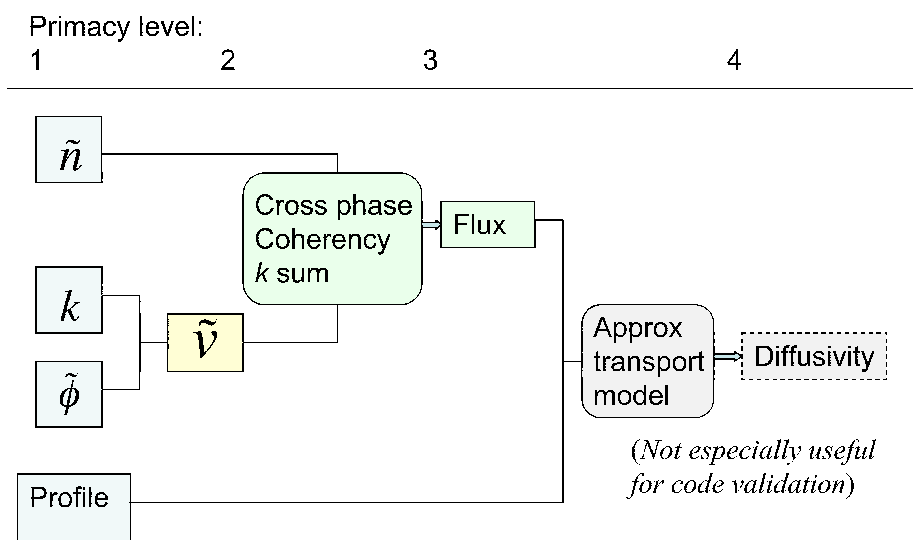 Primacy level:
1 2 3 4
ñ
Cross phase
Coherency
k sum
Flux
k
ṽ
ϕ̃
Approx
transport
model
Diffusivity
(Not especially useful
for code validation)
Profile